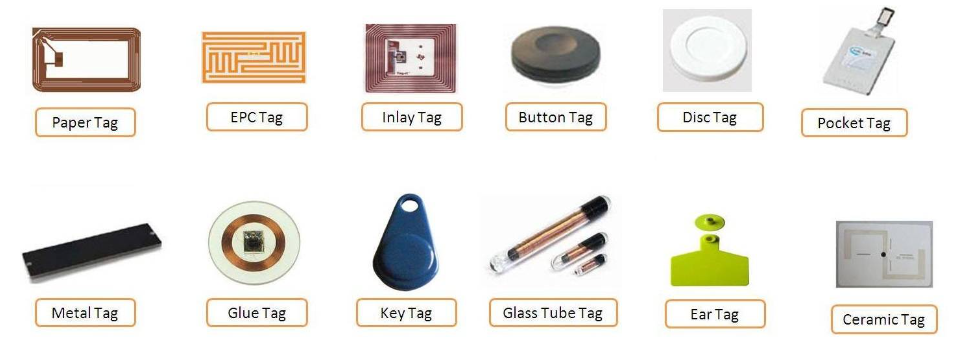 Paper Tag
EPC Tag
Inlay Tag
Button Tag
Disc Tag
Pocket Tag
Metal Tag
Glue Tag
Key Tag
Glass Tube Tag
Ear Tag
Ceramic Tag